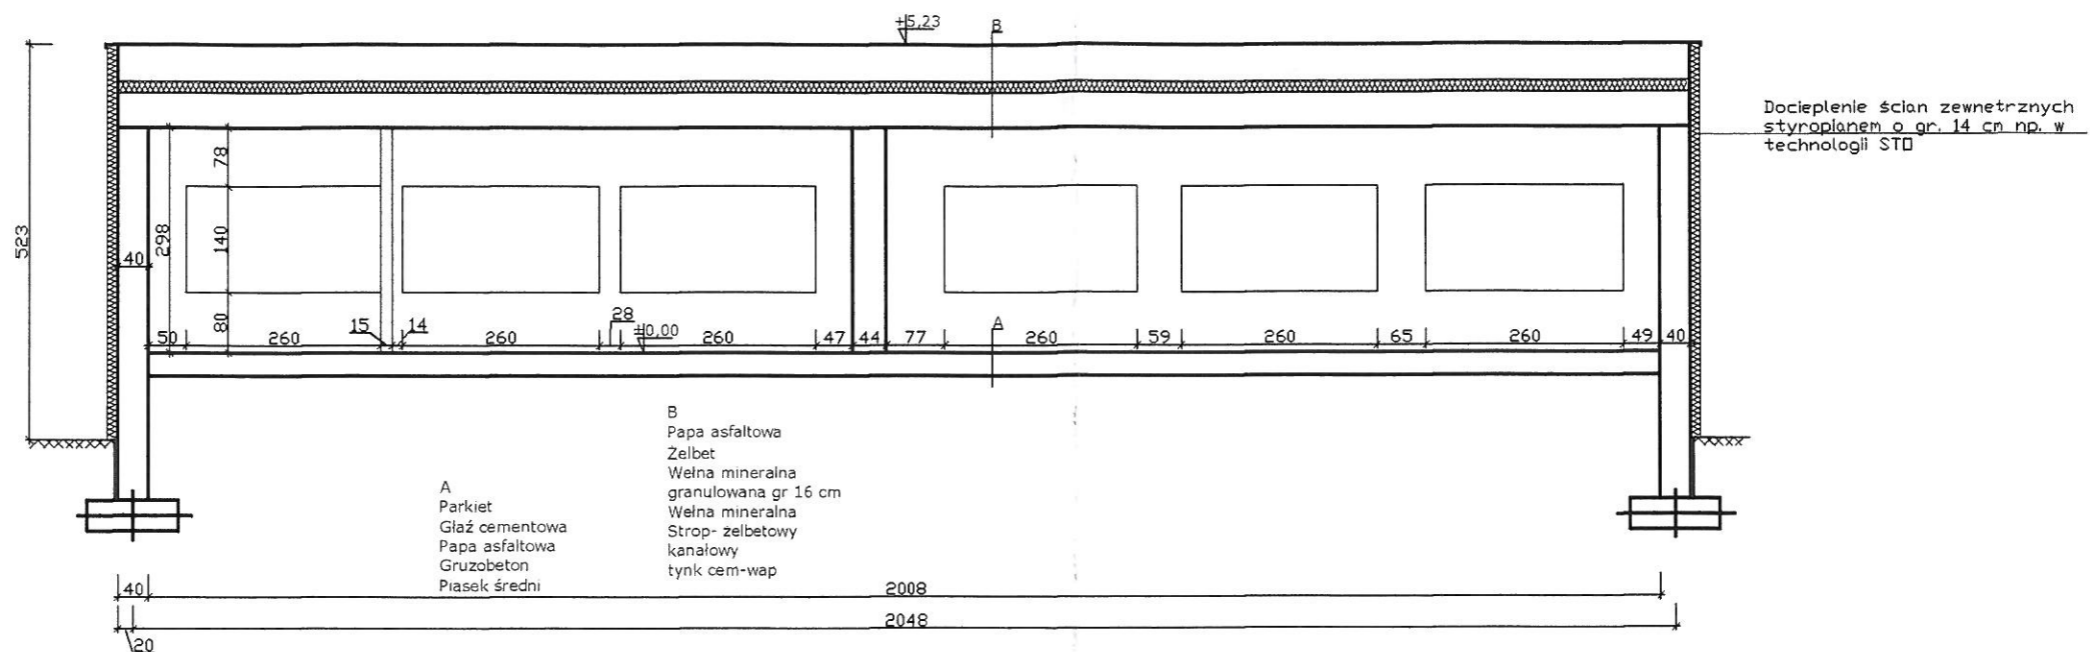 +5,23
B
Docieplenie ścian zewnetrznych
styropianem o gr. 14 cm np. w
technologii STO
523
78
298
140
40
80
50
260
15
14
260
28
±0,00
260
47
44
77
A
260
59
260
65
260
49
40
B
Papa asfaltowa
Żelbet
Wełna mineralna
granulowana gr 16 cm
Wełna mineralna
Strop- żelbetowy
kanałowy
tynk cem-wap
A
Parkiet
Głaź cementowa
Papa asfaltowa
Gruzobeton
Piasek średni
40
2008
2048
20